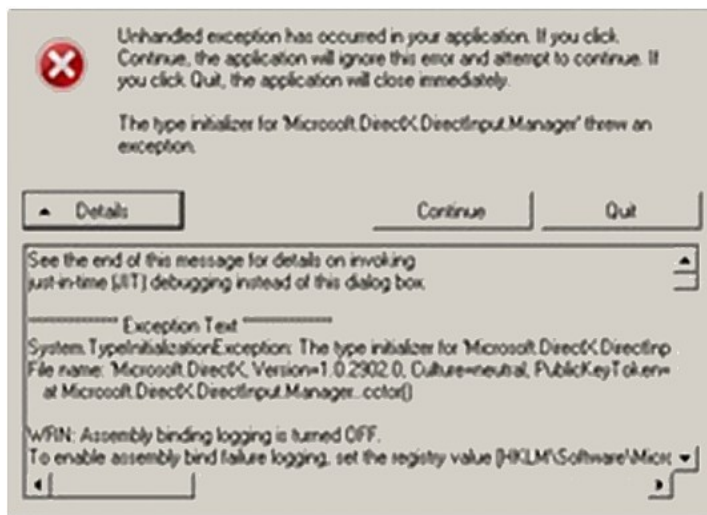 Unhandled exception has occurred in your application. If you click
Continue, the application will ignore this error and attempt to continue. If
you click Quit, the application will close immediately.
The type initializer for 'Microsoft.DirectX.DirectInput.Manager' threw an
exception.
Details
Continue
Quit
See the end of this message for details on invoking
just-in-time (JIT) debugging instead of this dialog box.
************** Exception Text **************
System.TypeInitializationException: The type initializer for 'Microsoft.DirectX.DirectInp
File name: 'Microsoft.DirectX, Version=1.0.2902.0, Culture=neutral, PublicKeyToken=
at Microsoft.DirectX.DirectInput.Manager..cctor()
WRN: Assembly binding logging is turned OFF.
To enable assembly bind failure logging, set the registry value [HKLM\Software\Micro